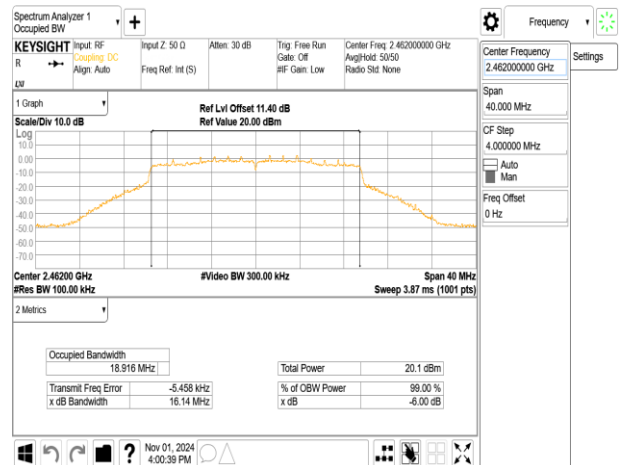 Spectrum Analyzer 1
Occupied BW
Frequency
KEYSIGHT
R
LXI
Input: RF
Coupling: DC
Align: Auto
Input Z: 50 Ω
Freq Ref: Int (S)
Atten: 30 dB
Trig: Free Run
Gate: Off
#IF Gain: Low
Center Freq: 2.462000000 GHz
Avg|Hold: 50/50
Radio Std: None
Center Frequency
2.462000000 GHz
Settings
Span
40.000 MHz
CF Step
4.000000 MHz
Auto
Man
Freq Offset
0 Hz
1 Graph
Scale/Div 10.0 dB
Ref Lvl Offset 11.40 dB
Ref Value 20.00 dBm
Log
10.0
0.00
-10.0
-20.0
-30.0
-40.0
-50.0
-60.0
-70.0
Center 2.46200 GHz
#Res BW 100.00 kHz
#Video BW 300.00 kHz
Span 40 MHz
Sweep 3.87 ms (1001 pts)
2 Metrics
Occupied Bandwidth
18.916 MHz
Transmit Freq Error -5.458 kHz
x dB Bandwidth 16.14 MHz
Total Power 20.1 dBm
% of OBW Power 99.00 %
x dB -6.00 dB
?
Nov 01, 2024
4:00:39 PM